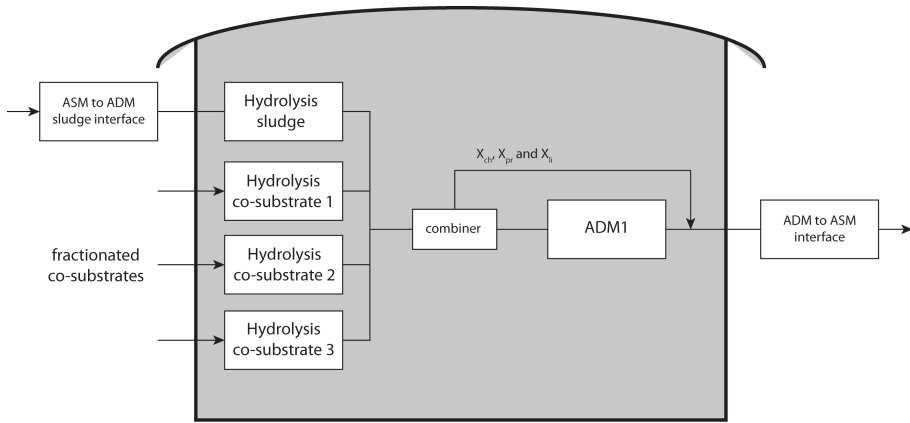 ASM to ADM
sludge interface
Hydrolysis
sludge
Hydrolysis
co-substrate 1
fractionated
co-substrates
Hydrolysis
co-substrate 2
Hydrolysis
co-substrate 3
combiner
Xch, Xpr and Xli
ADM1
ADM to ASM
interface